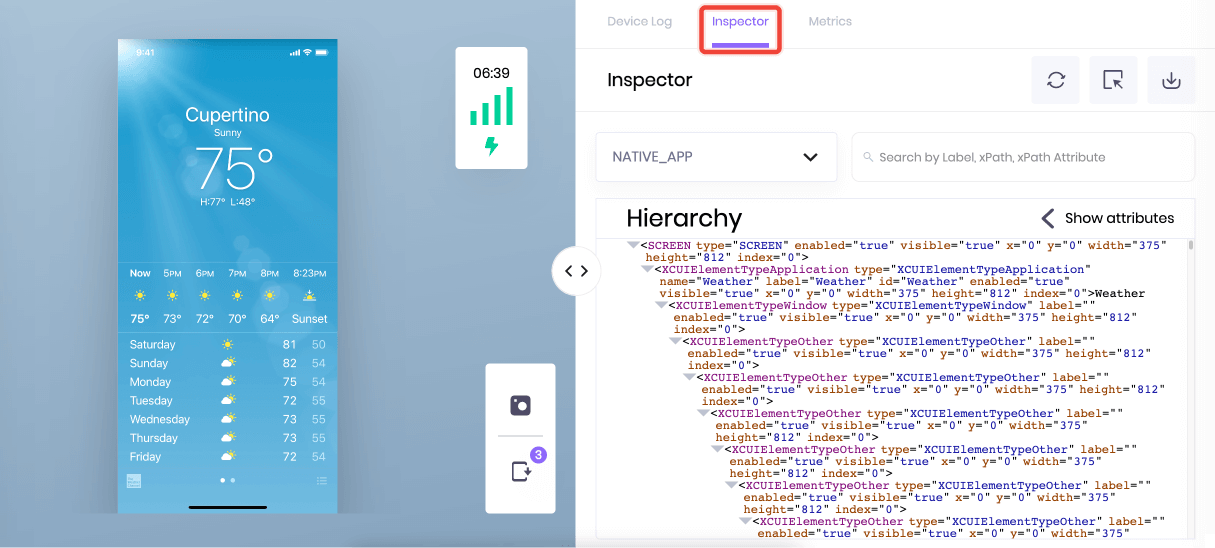 9:41
Cupertino
Sunny
75°
H:77° L:48°
Now 5PM 6PM 7PM 8PM 8:23PM
75° 73° 72° 70° 64° Sunset
Saturday 81 50
Sunday 82 54
Monday 75 54
Tuesday 72 55
Wednesday 73 55
Thursday 73 55
Friday 72 54
06:39
3
Device Log Inspector Metrics
Inspector
NATIVE_APP
Search by Label, xPath, xPath Attribute
Hierarchy
Show attributes
<SCREEN type="SCREEN" enabled="true" visible="true" x="0" y="0" width="375"
height="812" index="0">
<XCUIElementTypeApplication type="XCUIElementTypeApplication"
name="Weather" label="Weather" id="Weather" enabled="true"
visible="true" x="0" y="0" width="375" height="812" index="0">Weather
<XCUIElementTypeWindow type="XCUIElementTypeWindow" label=""
enabled="true" visible="true" x="0" y="0" width="375" height="812"
index="0">
<XCUIElementTypeOther type="XCUIElementTypeOther" label=""
enabled="true" visible="true" x="0" y="0" width="375" height="812"
index="0">
<XCUIElementTypeOther type="XCUIElementTypeOther" label=""
enabled="true" visible="true" x="0" y="0" width="375" height="812"
index="0">
<XCUIElementTypeOther type="XCUIElementTypeOther" label=""
enabled="true" visible="true" x="0" y="0" width="375"
height="812" index="0">
<XCUIElementTypeOther type="XCUIElementTypeOther" label=""
enabled="true" visible="true" x="0" y="0" width="375"
height="812" index="0">
<XCUIElementTypeOther type="XCUIElementTypeOther" label=""
enabled="true" visible="true" x="0" y="0" width="375"
height="812" index="0">
<XCUIElementTypeOther type="XCUIElementTypeOther" label=""
enabled="true" visible="true" x="0" y="0" width="375"